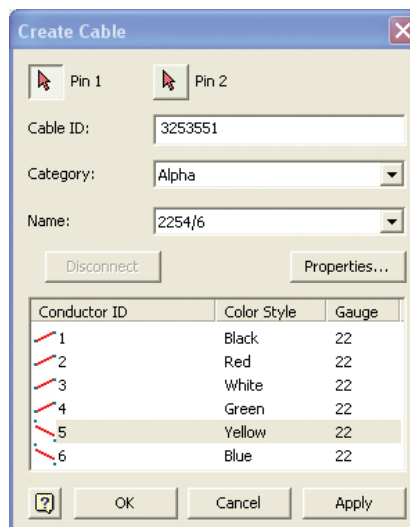 Create Cable
Pin 1 Pin 2
Cable ID: 3253551
Category: Alpha
Name: 2254/6
Disconnect Properties...
Conductor ID Color Style Gauge
1 Black 22
2 Red 22
3 White 22
4 Green 22
5 Yellow 22
6 Blue 22
? OK Cancel Apply